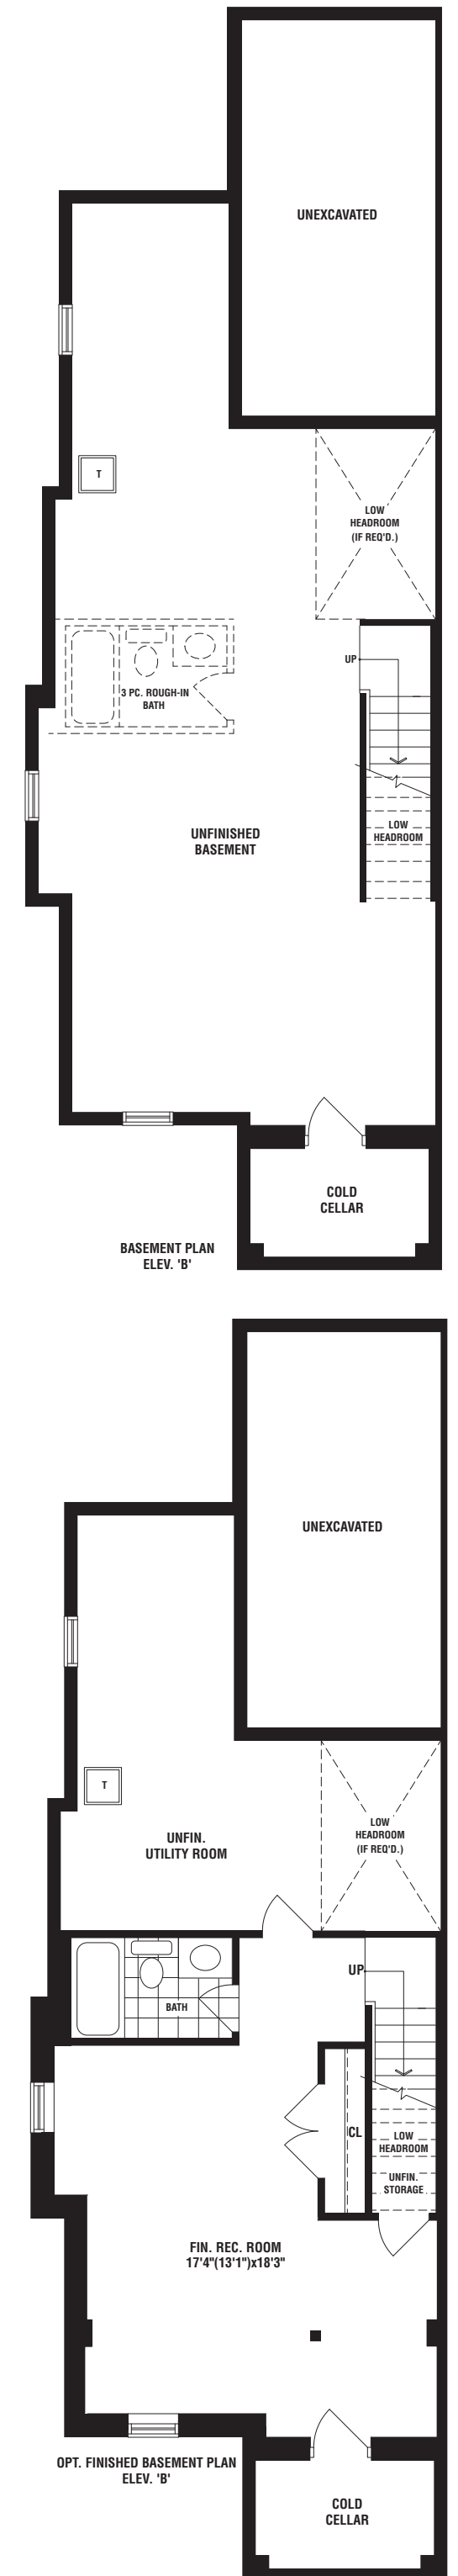 UNEXCAVATED
T
LOW
HEADROOM
(IF REQ'D.)
UP
3 PC. ROUGH-IN
BATH
UNFINISHED
BASEMENT
LOW
HEADROOM
COLD
CELLAR
BASEMENT PLAN
ELEV. 'B'
UNEXCAVATED
T
LOW
HEADROOM
(IF REQ'D.)
UNFIN.
UTILITY ROOM
UP
BATH
CL
LOW
HEADROOM
UNFIN.
STORAGE
FIN. REC. ROOM
17'4"(13'1")x18'3"
OPT. FINISHED BASEMENT PLAN
ELEV. 'B'
COLD
CELLAR